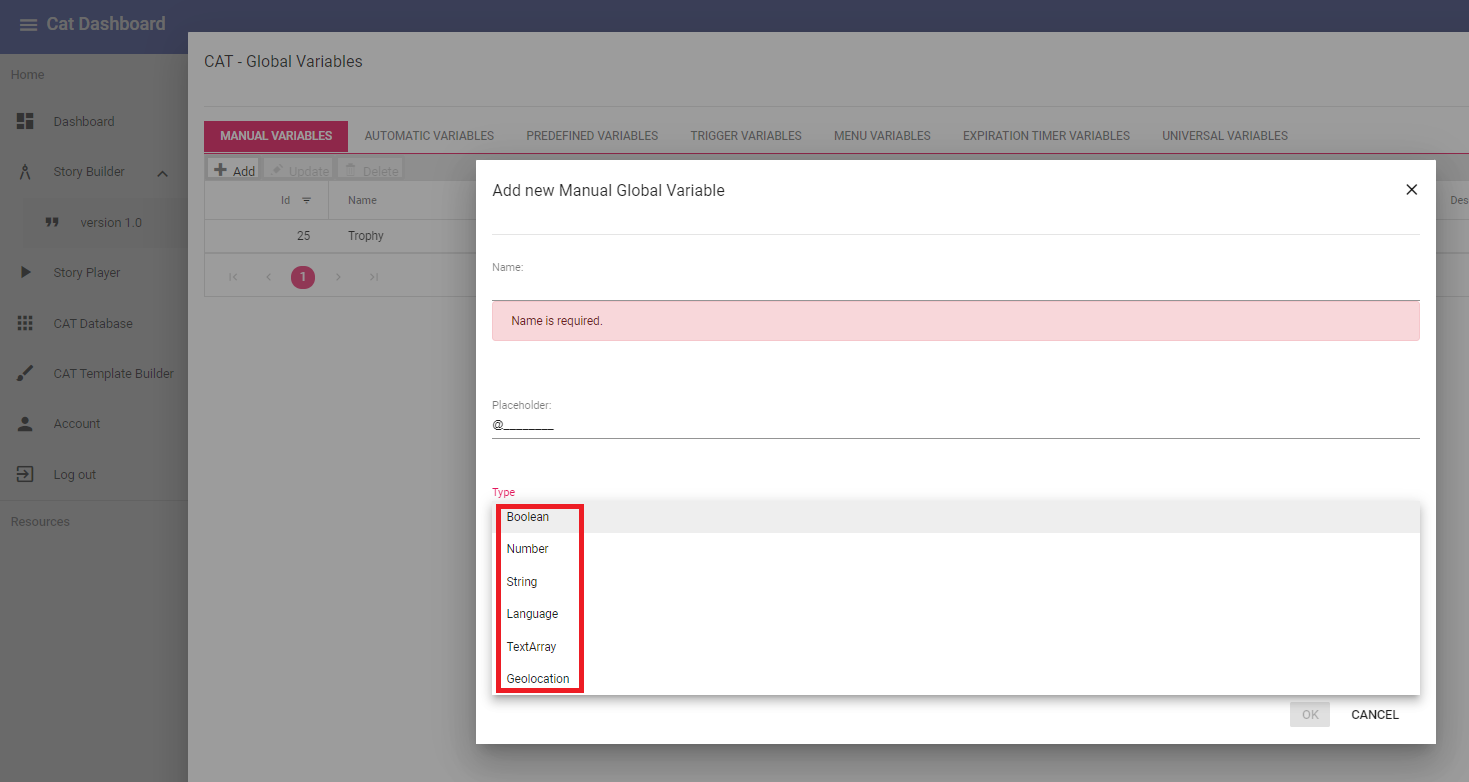 Cat Dashboard
Home
Dashboard
Story Builder
version 1.0
Story Player
CAT Database
CAT Template Builder
Account
Log out
Resources
CAT - Global Variables
MANUAL VARIABLES AUTOMATIC VARIABLES PREDEFINED VARIABLES TRIGGER VARIABLES MENU VARIABLES EXPIRATION TIMER VARIABLES UNIVERSAL VARIABLES
Add Update Delete
Id Name Des
25 Trophy
1
Add new Manual Global Variable
Name:
Name is required.
Placeholder:
@________
Type
Boolean
Number
String
Language
TextArray
Geolocation
OK CANCEL